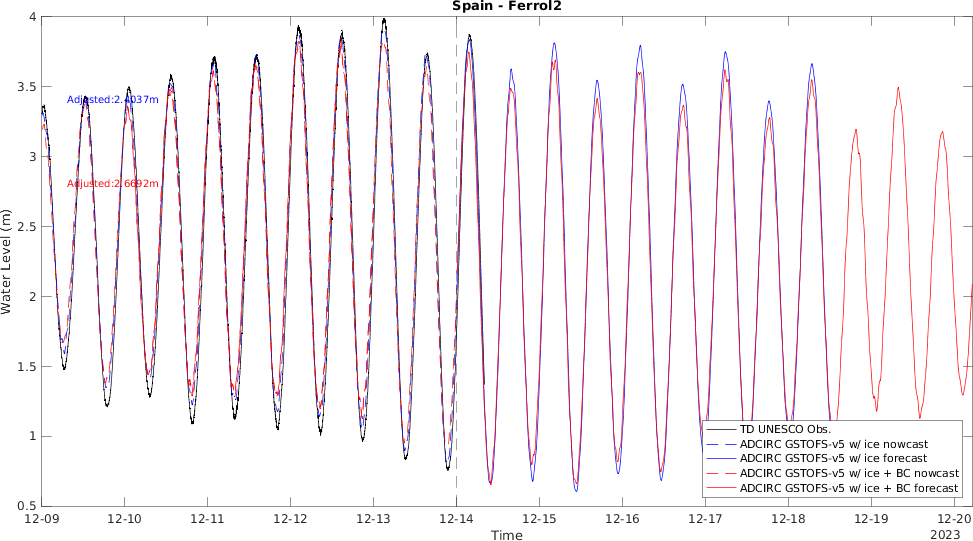 Spain - Ferrol2
4
3.5
3
2.5
2
1.5
1
0.5
Water Level (m)
Adjusted:2.4037m
Adjusted:2.6692m
TD UNESCO Obs.
ADCIRC GSTOFS-v5 w/ ice nowcast
ADCIRC GSTOFS-v5 w/ ice forecast
ADCIRC GSTOFS-v5 w/ ice + BC nowcast
ADCIRC GSTOFS-v5 w/ ice + BC forecast
12-09 12-10 12-11 12-12 12-13 12-14 12-15 12-16 12-17 12-18 12-19 12-20
Time
2023